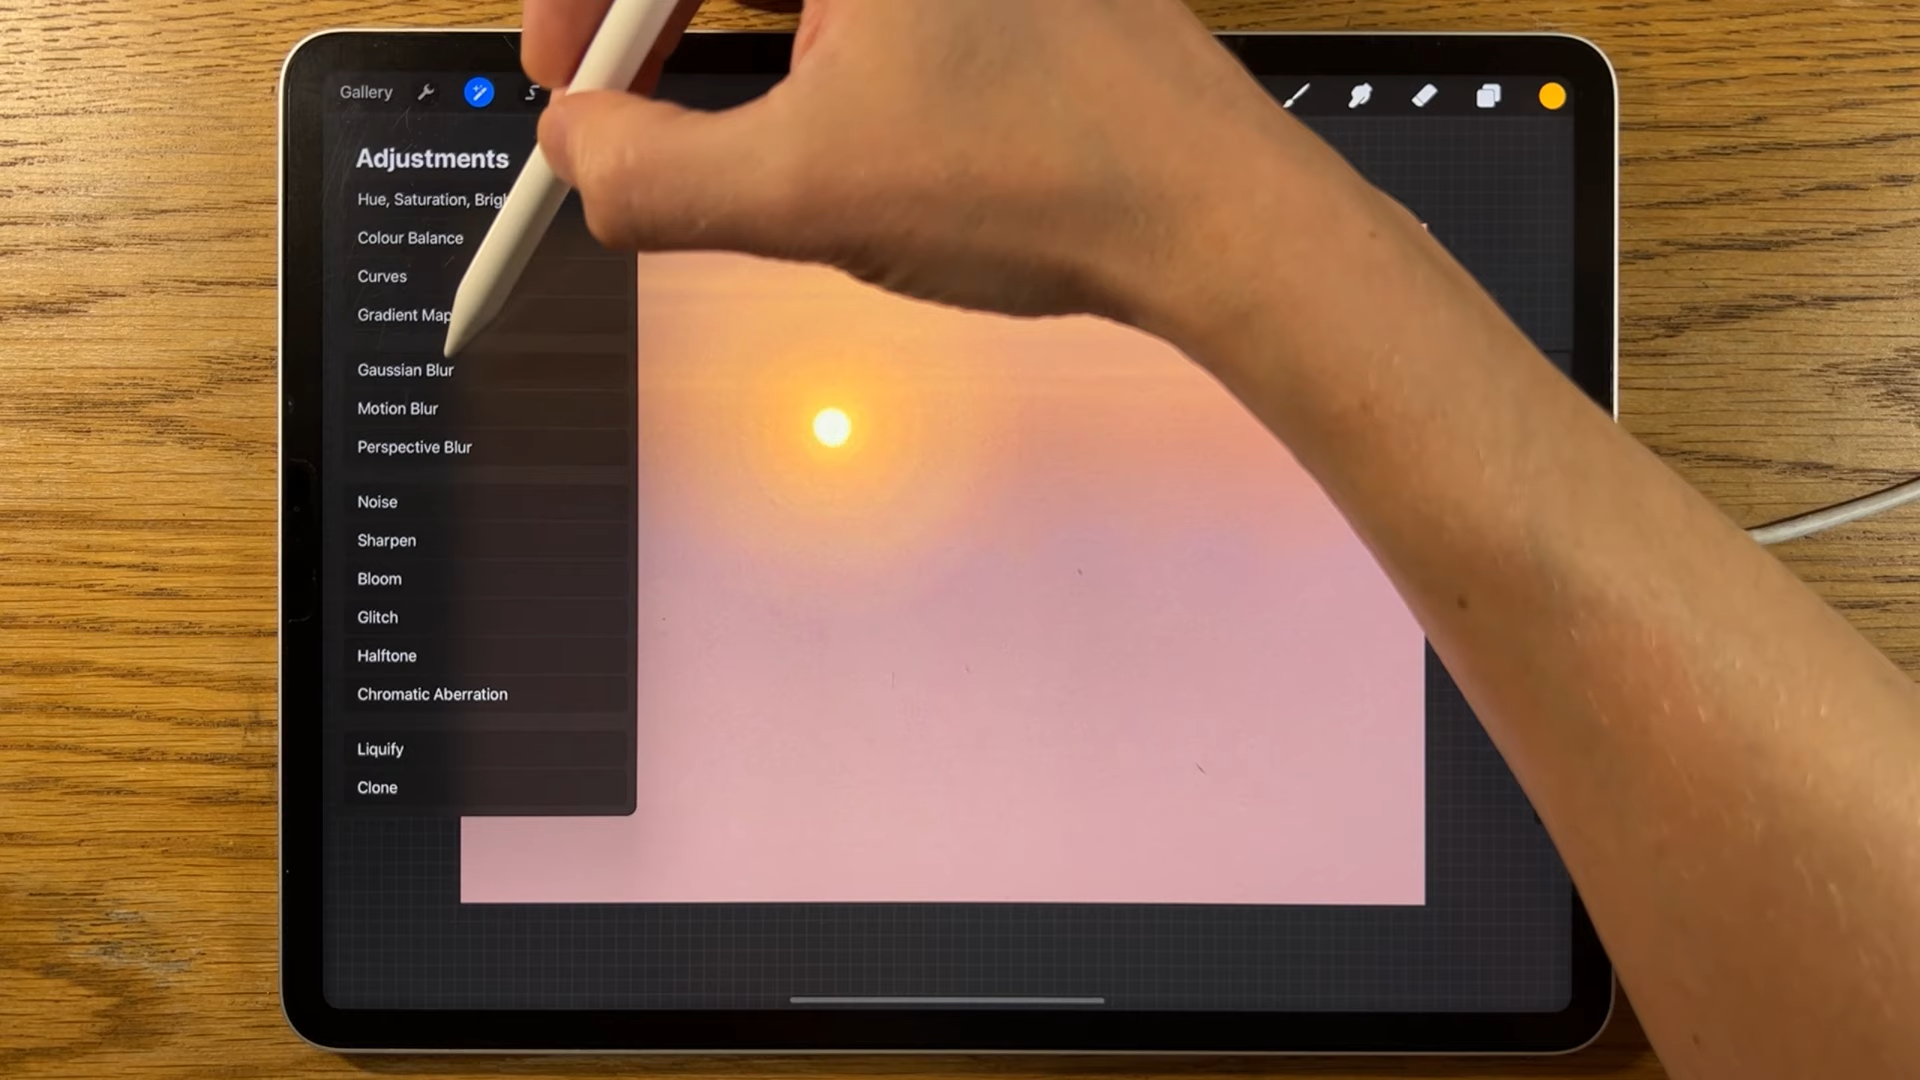 Gallery
Adjustments
Hue, Saturation,
Colour Balance
Curves
Gradient Map
Gaussian Blur
Motion Blur
Perspective Blur
Noise
Sharpen
Bloom
Glitch
Halftone
Chromatic Aberration
Liquify
Clone